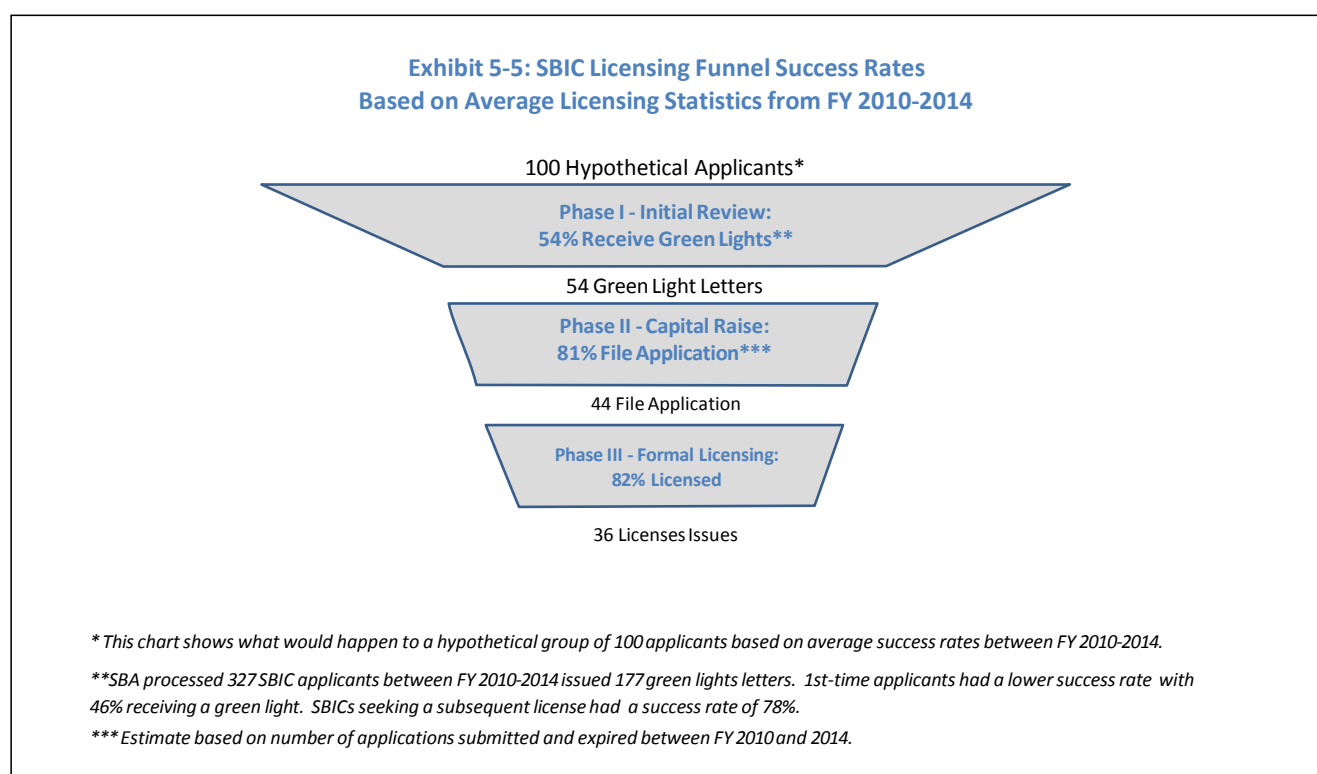 Exhibit 5-5: SBIC Licensing Funnel Success Rates
Based on Average Licensing Statistics from FY 2010-2014
100 Hypothetical Applicants*
Phase I - Initial Review:
54% Receive Green Lights**
54 Green Light Letters
Phase II - Capital Raise:
81% File Application***
44 File Application
Phase III - Formal Licensing:
82% Licensed
36 Licenses Issues
* This chart shows what would happen to a hypothetical group of 100 applicants based on average success rates between FY 2010-2014.
**SBA processed 327 SBIC applicants between FY 2010-2014 issued 177 green lights letters. 1st-time applicants had a lower success rate with
46% receiving a green light. SBICs seeking a subsequent license had a success rate of 78%.
*** Estimate based on number of applications submitted and expired between FY 2010 and 2014.